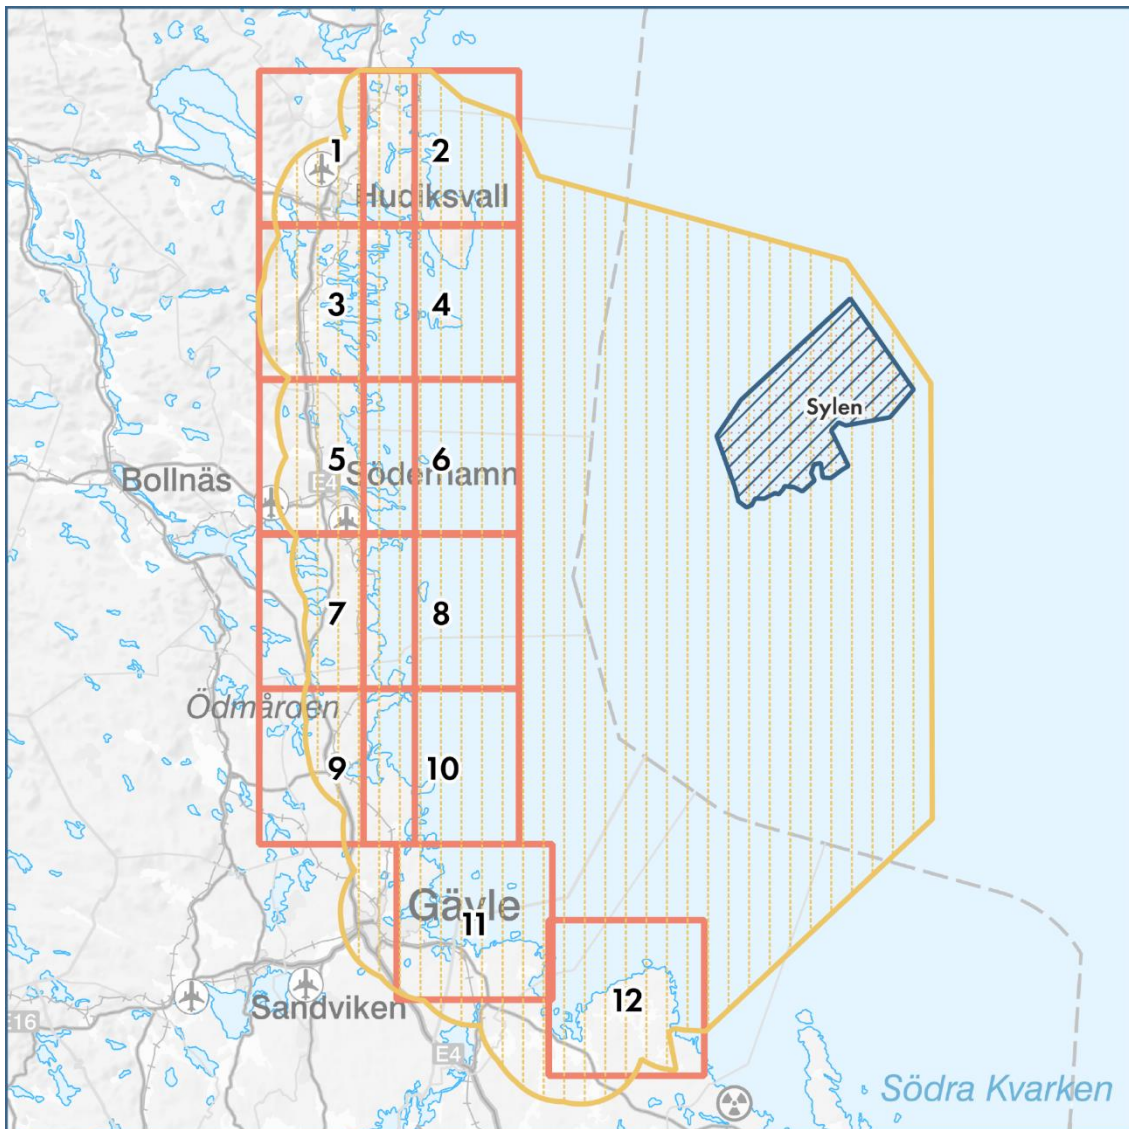 1
2
Hudiksvall
3
4
Sylen
5
6
Bollnäs
E4
Söderhamn
7
8
Ödmården
9
10
Gävle
11
12
Sandviken
E16
E4
Södra Kvarken